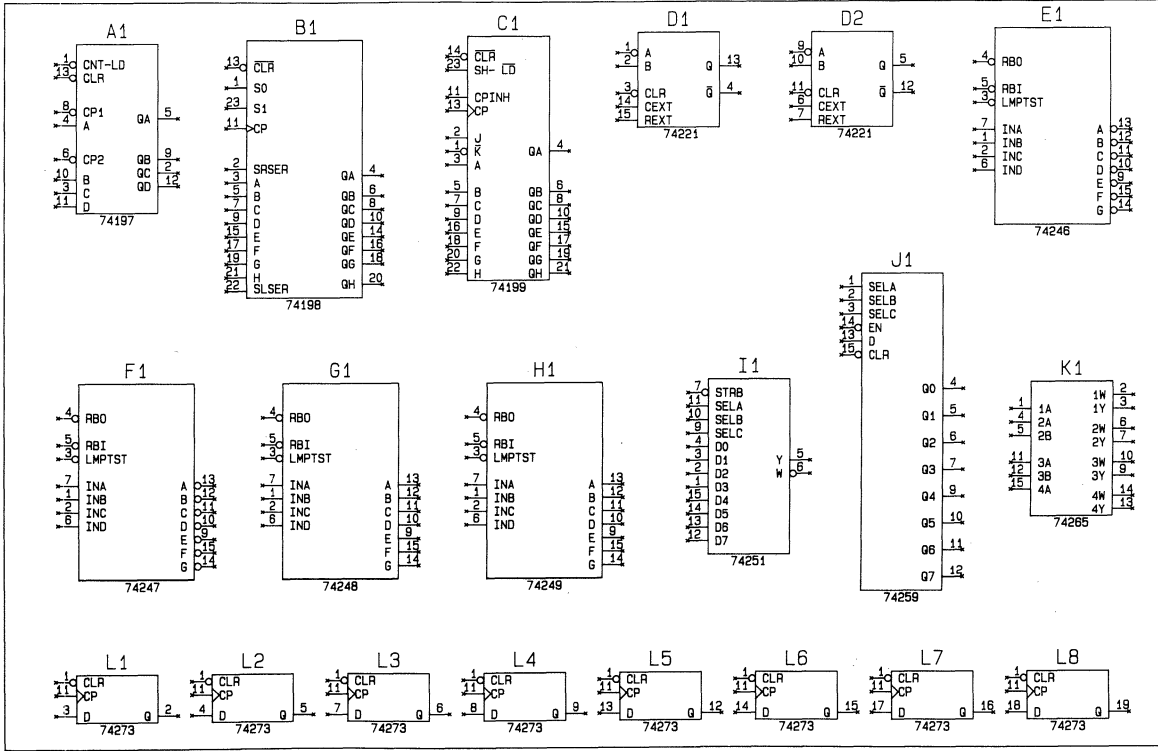 A1
1 CNT-LD
13 CLR
8 CP1
4 A QA 5
6 CP2 QB 9
10 B QC 2
3 C QD 12
11 D
74197
B1
13 C̅L̅R̅
1 S0
23 S1
11 CP
2 SRSER
3 A QA 4
5 B QB 6
7 C QC 8
9 D QD 10
15 E QE 14
17 F QF 16
19 G QG 18
21 H QH 20
22 SLSER
74198
C1
14 C̅L̅R̅
23 SH- L̅D̅
11 CPINH
13 CP
2 J
1 K̅ QA 4
3 A
5 B QB 6
7 C QC 8
9 D QD 10
16 E QE 15
18 F QF 17
20 G QG 19
22 H QH 21
74199
D1
1 A Q 13
2 B
3 CLR Q̅ 4
14 CEXT
15 REXT
74221
D2
9 A Q 5
10 B
11 CLR Q̅ 12
6 CEXT
7 REXT
74221
E1
4 RBO
5 RBI
3 LMPTST
7 INA A 13
1 INB B 12
2 INC C 11
6 IND D 10
E 9
F 15
G 14
74246
F1
4 RBO
5 RBI
3 LMPTST
7 INA A 13
1 INB B 12
2 INC C 11
6 IND D 10
E 9
F 15
G 14
74247
G1
4 RBO
5 RBI
3 LMPTST
7 INA A 13
1 INB B 12
2 INC C 11
6 IND D 10
E 9
F 15
G 14
74248
H1
4 RBO
5 RBI
3 LMPTST
7 INA A 13
1 INB B 12
2 INC C 11
6 IND D 10
E 9
F 15
G 14
74249
I1
7 STRB
11 SELA
10 SELB
9 SELC
4 D0
3 D1 Y 5
2 D2 W 6
1 D3
15 D4
14 D5
13 D6
12 D7
74251
J1
1 SELA
2 SELB
3 SELC
14 EN
13 D
15 CLR
Q0 4
Q1 5
Q2 6
Q3 7
Q4 9
Q5 10
Q6 11
Q7 12
74259
K1
1W 2
1 1A 1Y 3
4 2A 2W 6
5 2B 2Y 7
11 3A 3W 10
12 3B 3Y 9
15 4A 4W 14
4Y 13
74265
L1
1 CLR
11 CP
3 D Q 2
74273
L2
1 CLR
11 CP
4 D Q 5
74273
L3
1 CLR
11 CP
7 D Q 6
74273
L4
1 CLR
11 CP
8 D Q 9
74273
L5
1 CLR
11 CP
13 D Q 12
74273
L6
1 CLR
11 CP
14 D Q 15
74273
L7
1 CLR
11 CP
17 D Q 16
74273
L8
1 CLR
11 CP
18 D Q 19
74273